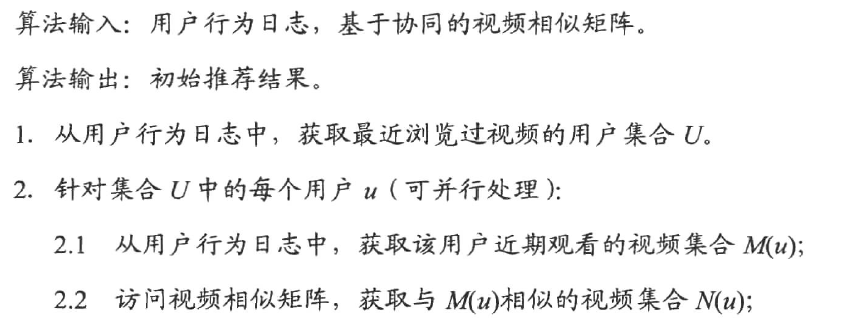 算法输入：用户行为日志，基于协同的视频相似矩阵。
算法输出：初始推荐结果。
1. 从用户行为日志中，获取最近浏览过视频的用户集合 U。
2. 针对集合 U 中的每个用户 u（可并行处理）：
2.1 从用户行为日志中，获取该用户近期观看的视频集合 M(u);
2.2 访问视频相似矩阵，获取与 M(u)相似的视频集合 N(u);